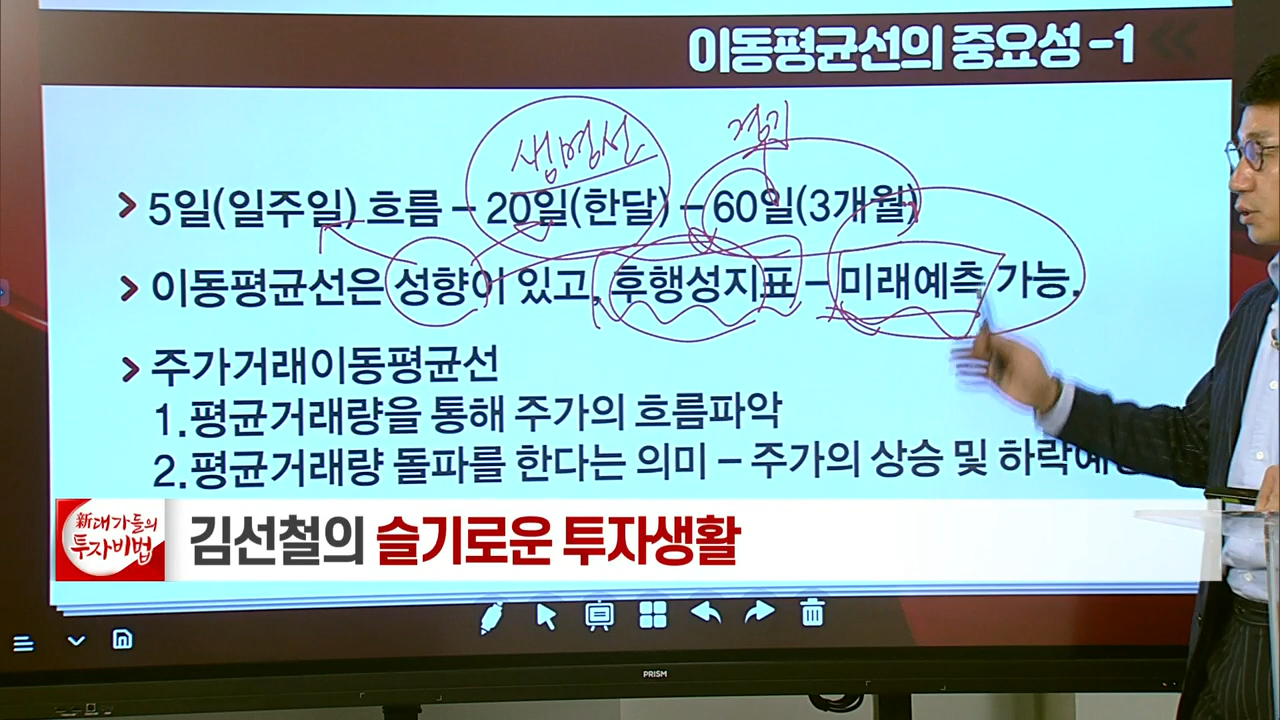 이동평균선의 중요성 -1
생명선
5일(일주일) 흐름 – 20일(한달) – 60일(3개월)
이동평균선은 성향이 있고, 후행성지표 – 미래예측 가능.
주가거래이동평균선
1.평균거래량을 통해 주가의 흐름파악
2.평균거래량 돌파를 한다는 의미 – 주가의 상승 및 하락예
新대가들의
투자비법
김선철의 슬기로운 투자생활
PRISM